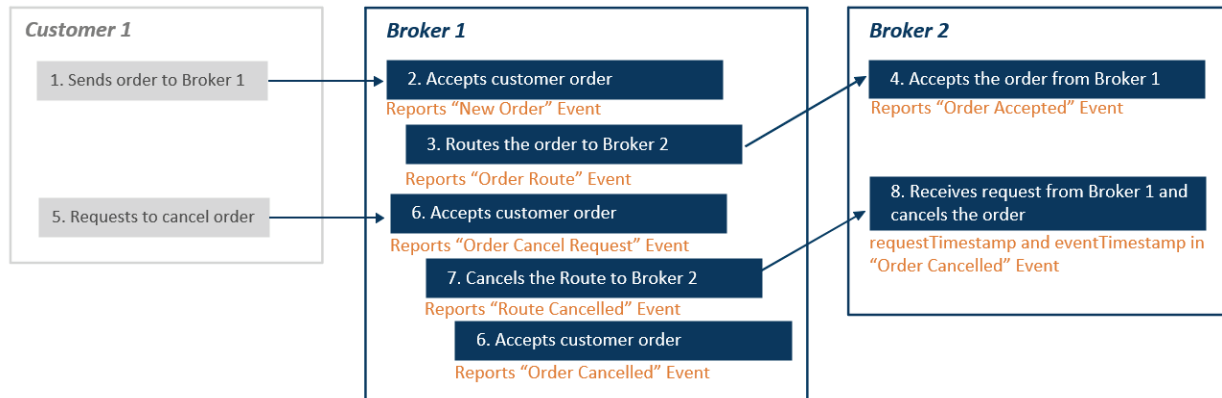 Customer 1
1. Sends order to Broker 1
5. Requests to cancel order
Broker 1
2. Accepts customer order
Reports “New Order” Event
3. Routes the order to Broker 2
Reports “Order Route” Event
6. Accepts customer order
Reports “Order Cancel Request” Event
7. Cancels the Route to Broker 2
Reports “Route Cancelled” Event
6. Accepts customer order
Reports “Order Cancelled” Event
Broker 2
4. Accepts the order from Broker 1
Reports “Order Accepted” Event
8. Receives request from Broker 1 and
cancels the order
requestTimestamp and eventTimestamp in
“Order Cancelled” Event